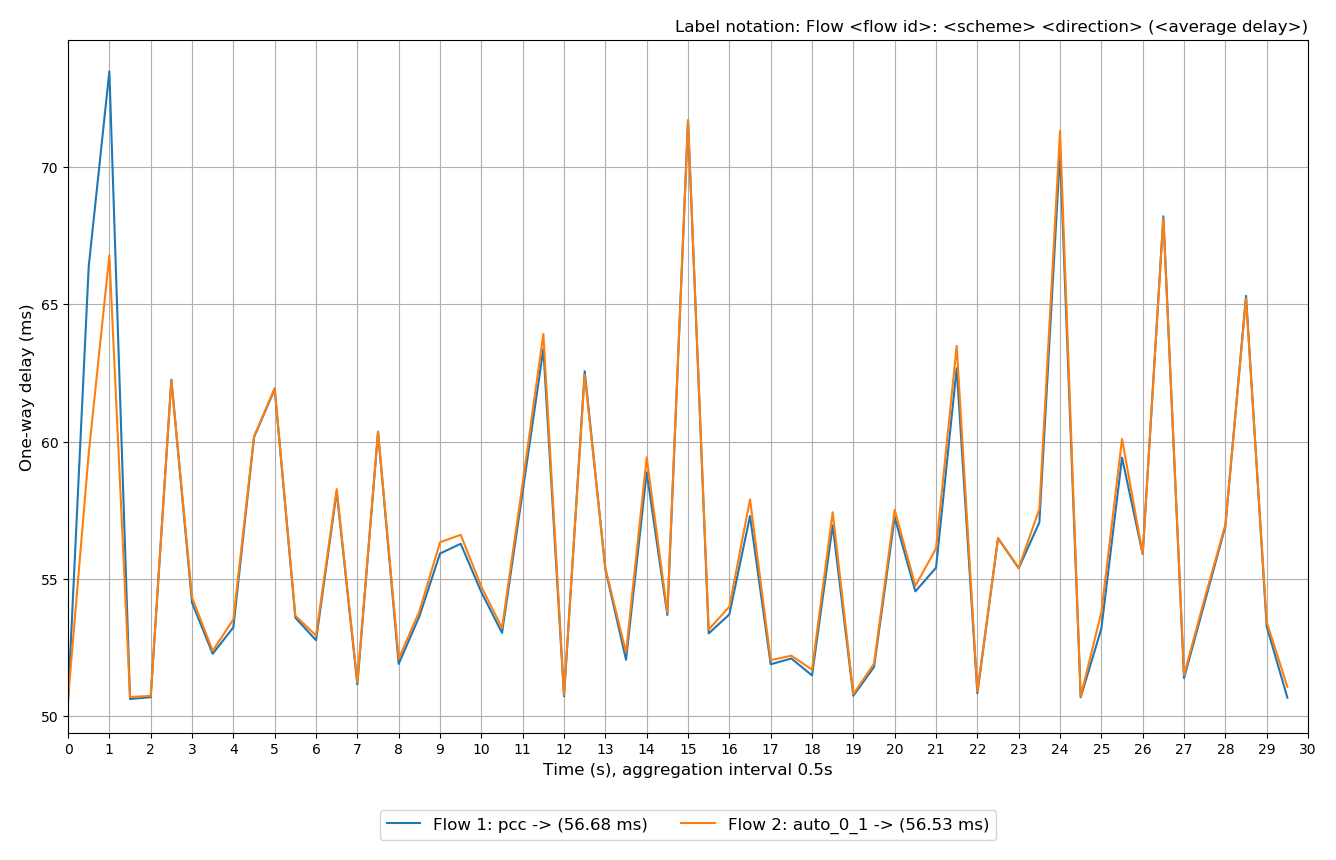 Label notation: Flow <flow id>: <scheme> <direction> (<average delay>)
One-way delay (ms)
70
65
60
55
50
0 1 2 3 4 5 6 7 8 9 10 11 12 13 14 15 16 17 18 19 20 21 22 23 24 25 26 27 28 29 30
Time (s), aggregation interval 0.5s
Flow 1: pcc -> (56.68 ms) Flow 2: auto_0_1 -> (56.53 ms)